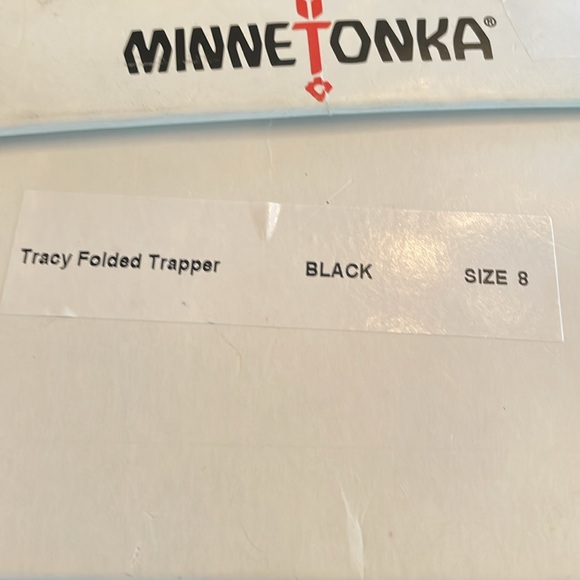 MINNETONKA®
Tracy Folded Trapper BLACK SIZE 8